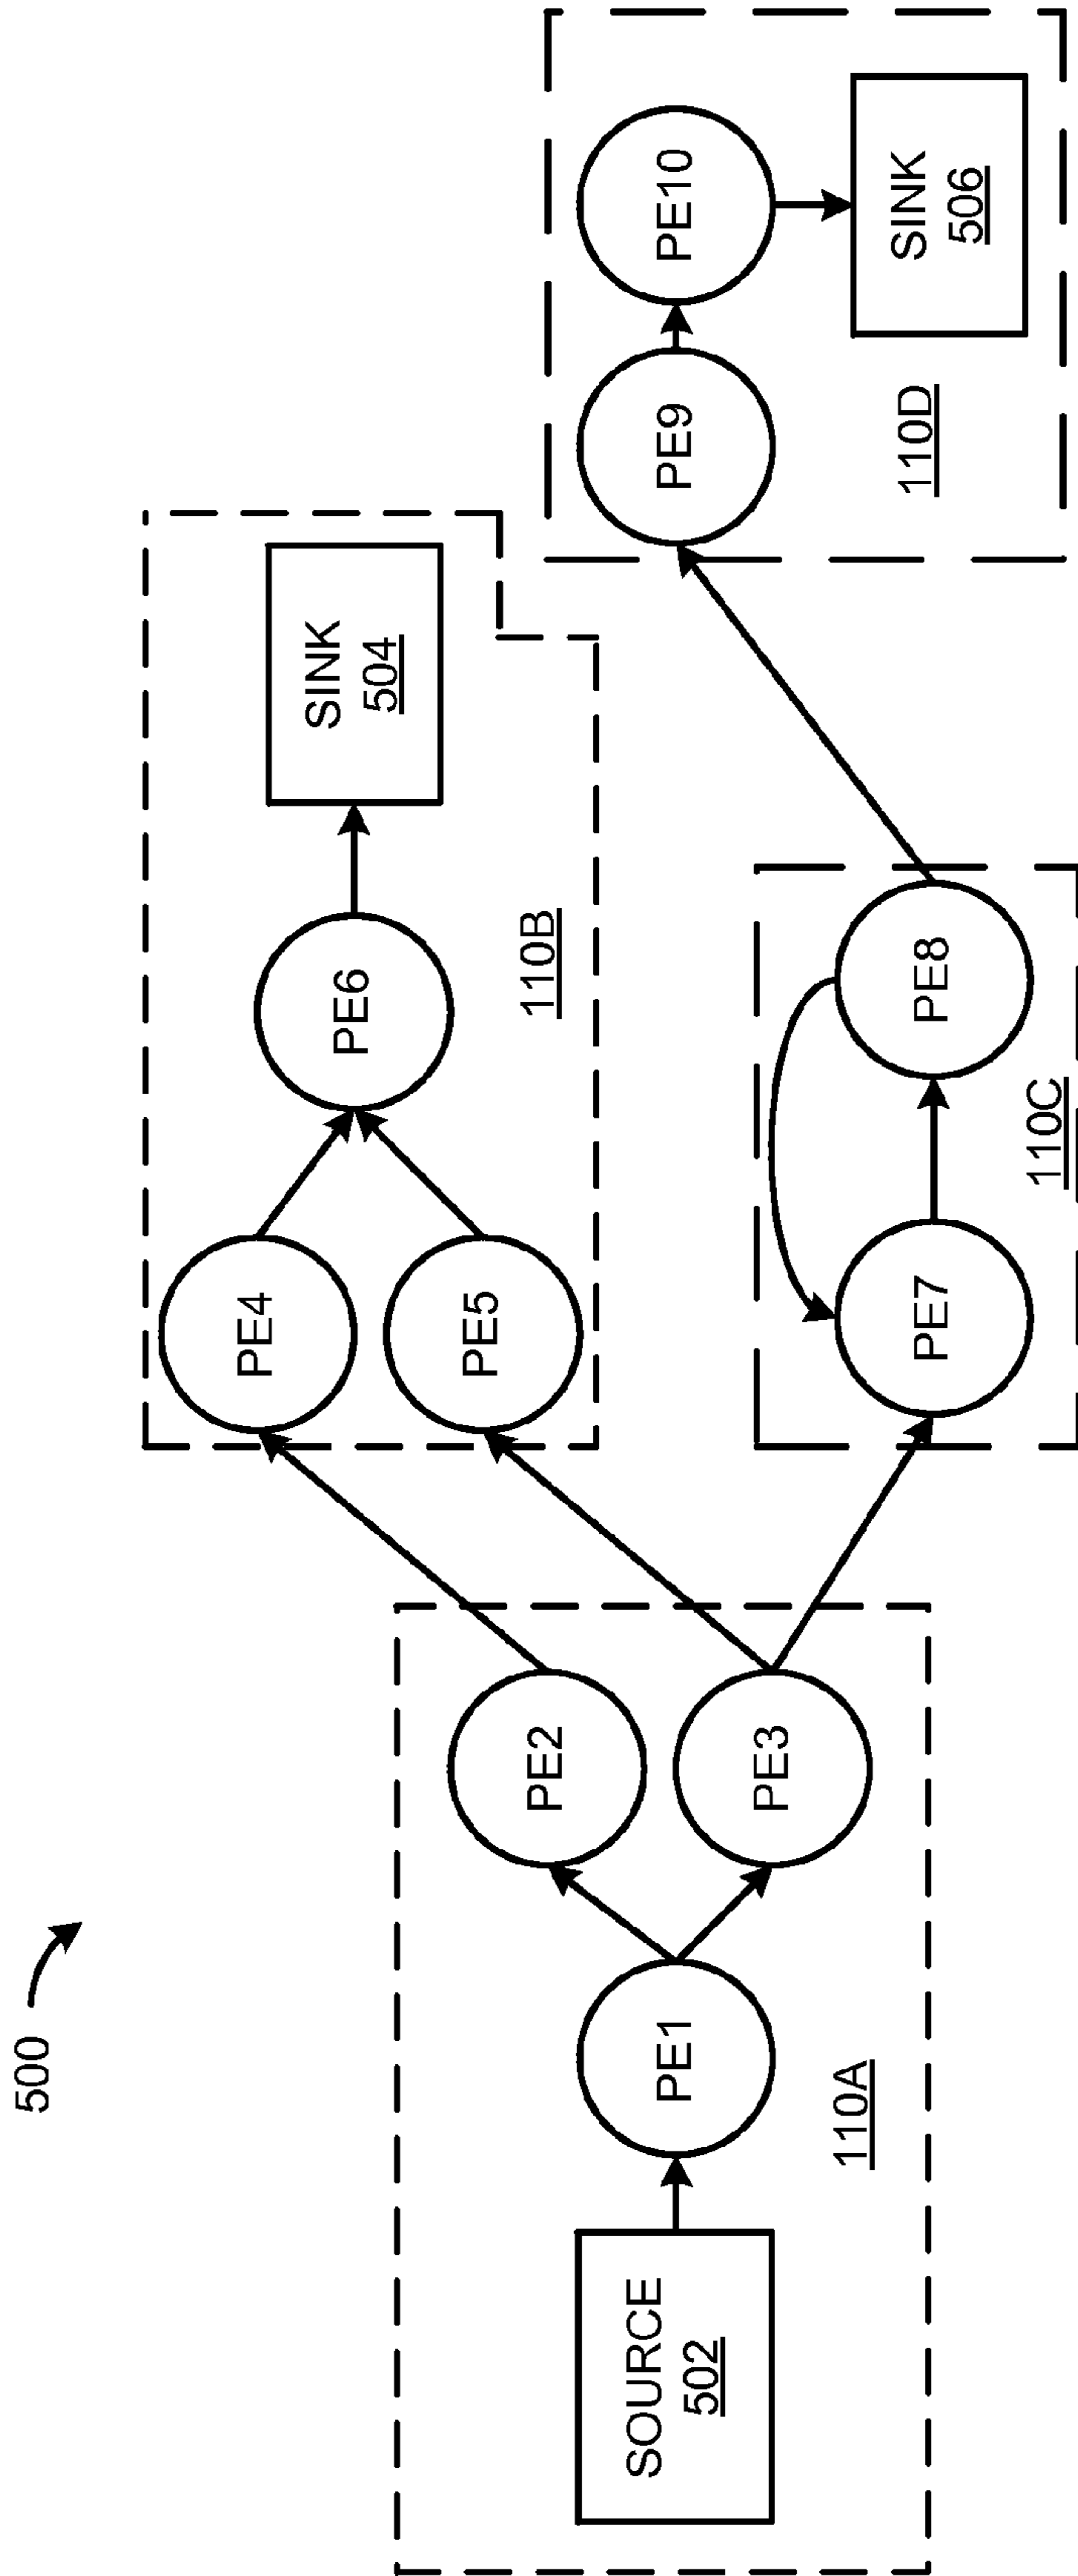 500
SOURCE
502
PE1
110A
PE2
PE3
PE4
PE5
PE6
SINK
504
110B
PE7
PE8
110C
PE9
PE10
SINK
506
110D